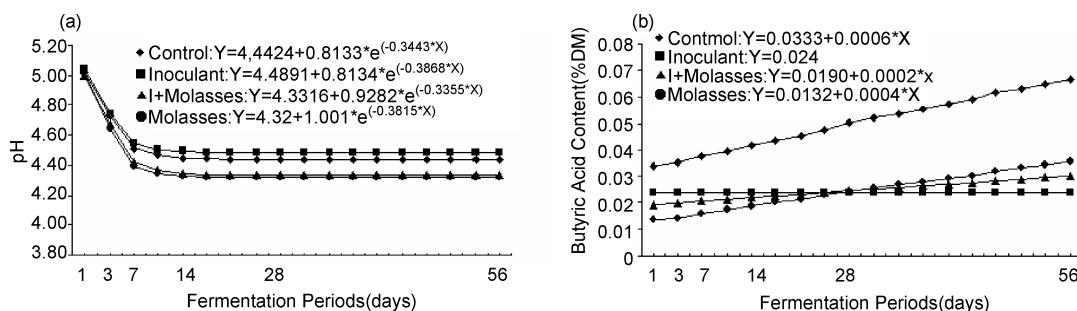 (a)
5.20
5.00
4.80
4.60
4.40
4.20
4.00
3.80
pH
Control:Y=4,4424+0.8133*e(-0.3443*X)
Inoculant:Y=4.4891+0.8134*e(-0.3868*X)
I+Molasses:Y=4.3316+0.9282*e(-0.3355*X)
Molasses:Y=4.32+1.001*e(-0.3815*X)
1 3 7 14 28 56
Fermentation Periods(days)
(b)
0.08
0.07
0.06
0.05
0.04
0.03
0.02
0.01
0
Butyric Acid Content(%DM)
Contmol:Y=0.0333+0.0006*X
Inoculant:Y=0.024
I+Molasses:Y=0.0190+0.0002*x
Molasses:Y=0.0132+0.0004*X
1 3 7 14 28 56
Fermentation Periods(days)